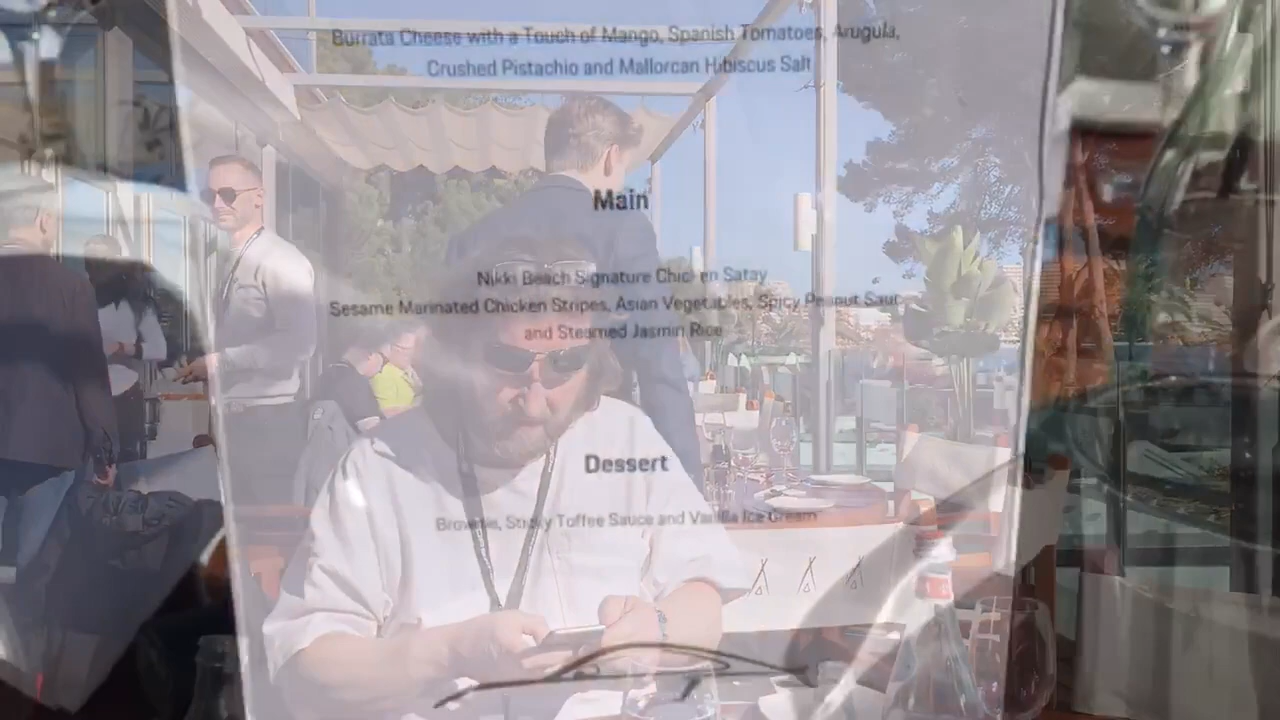 Burrata Cheese with a Touch of Mango, Spanish Tomatoes, Arugula,
Crushed Pistachio and Mallorcan Hibiscus Salt
Main
Nikki Beach Signature Chicken Satay
Sesame Marinated Chicken Stripes, Asian Vegetables, Spicy Peanut
and Steamed Jasmin Rice
Dessert
Brownie, Sticky Toffee Sauce and Vanilla Ice Cream